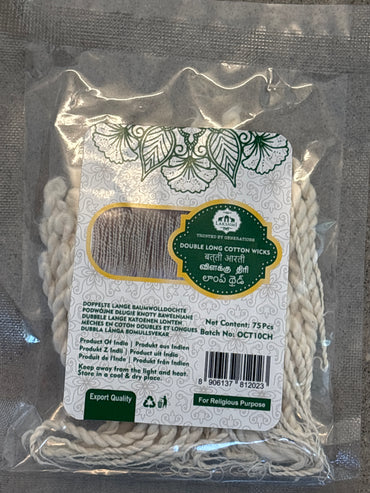 LAKSHMI
TRUSTED BY GENERATIONS
DOUBLE LONG COTTON WICKS
बत्ती आरती
விளக்கு திரி
లాంప్ థ్రెడ్
DOPPELTE LANGE BAUMWOLLDOCHTE
PODWÓJNE DŁUGIE KNOTY BAWEŁNIANE
DUBBELE LANGE KATOENEN LONTEN
MÈCHES EN COTON DOUBLES ET LONGUES
DUBBLA LÅNGA BOMULLSVEKAR
Net Content: 75 Pcs
Batch No: OCT10CH
Product Of India | Produkt aus Indien
Produkt Z Indii | Product uit India
Produit de l'Inde | Produkt från Indien
Keep away from the light and heat.
Store in a cool & dry place.
8 906137 812023
Export Quality
For Religious Purpose